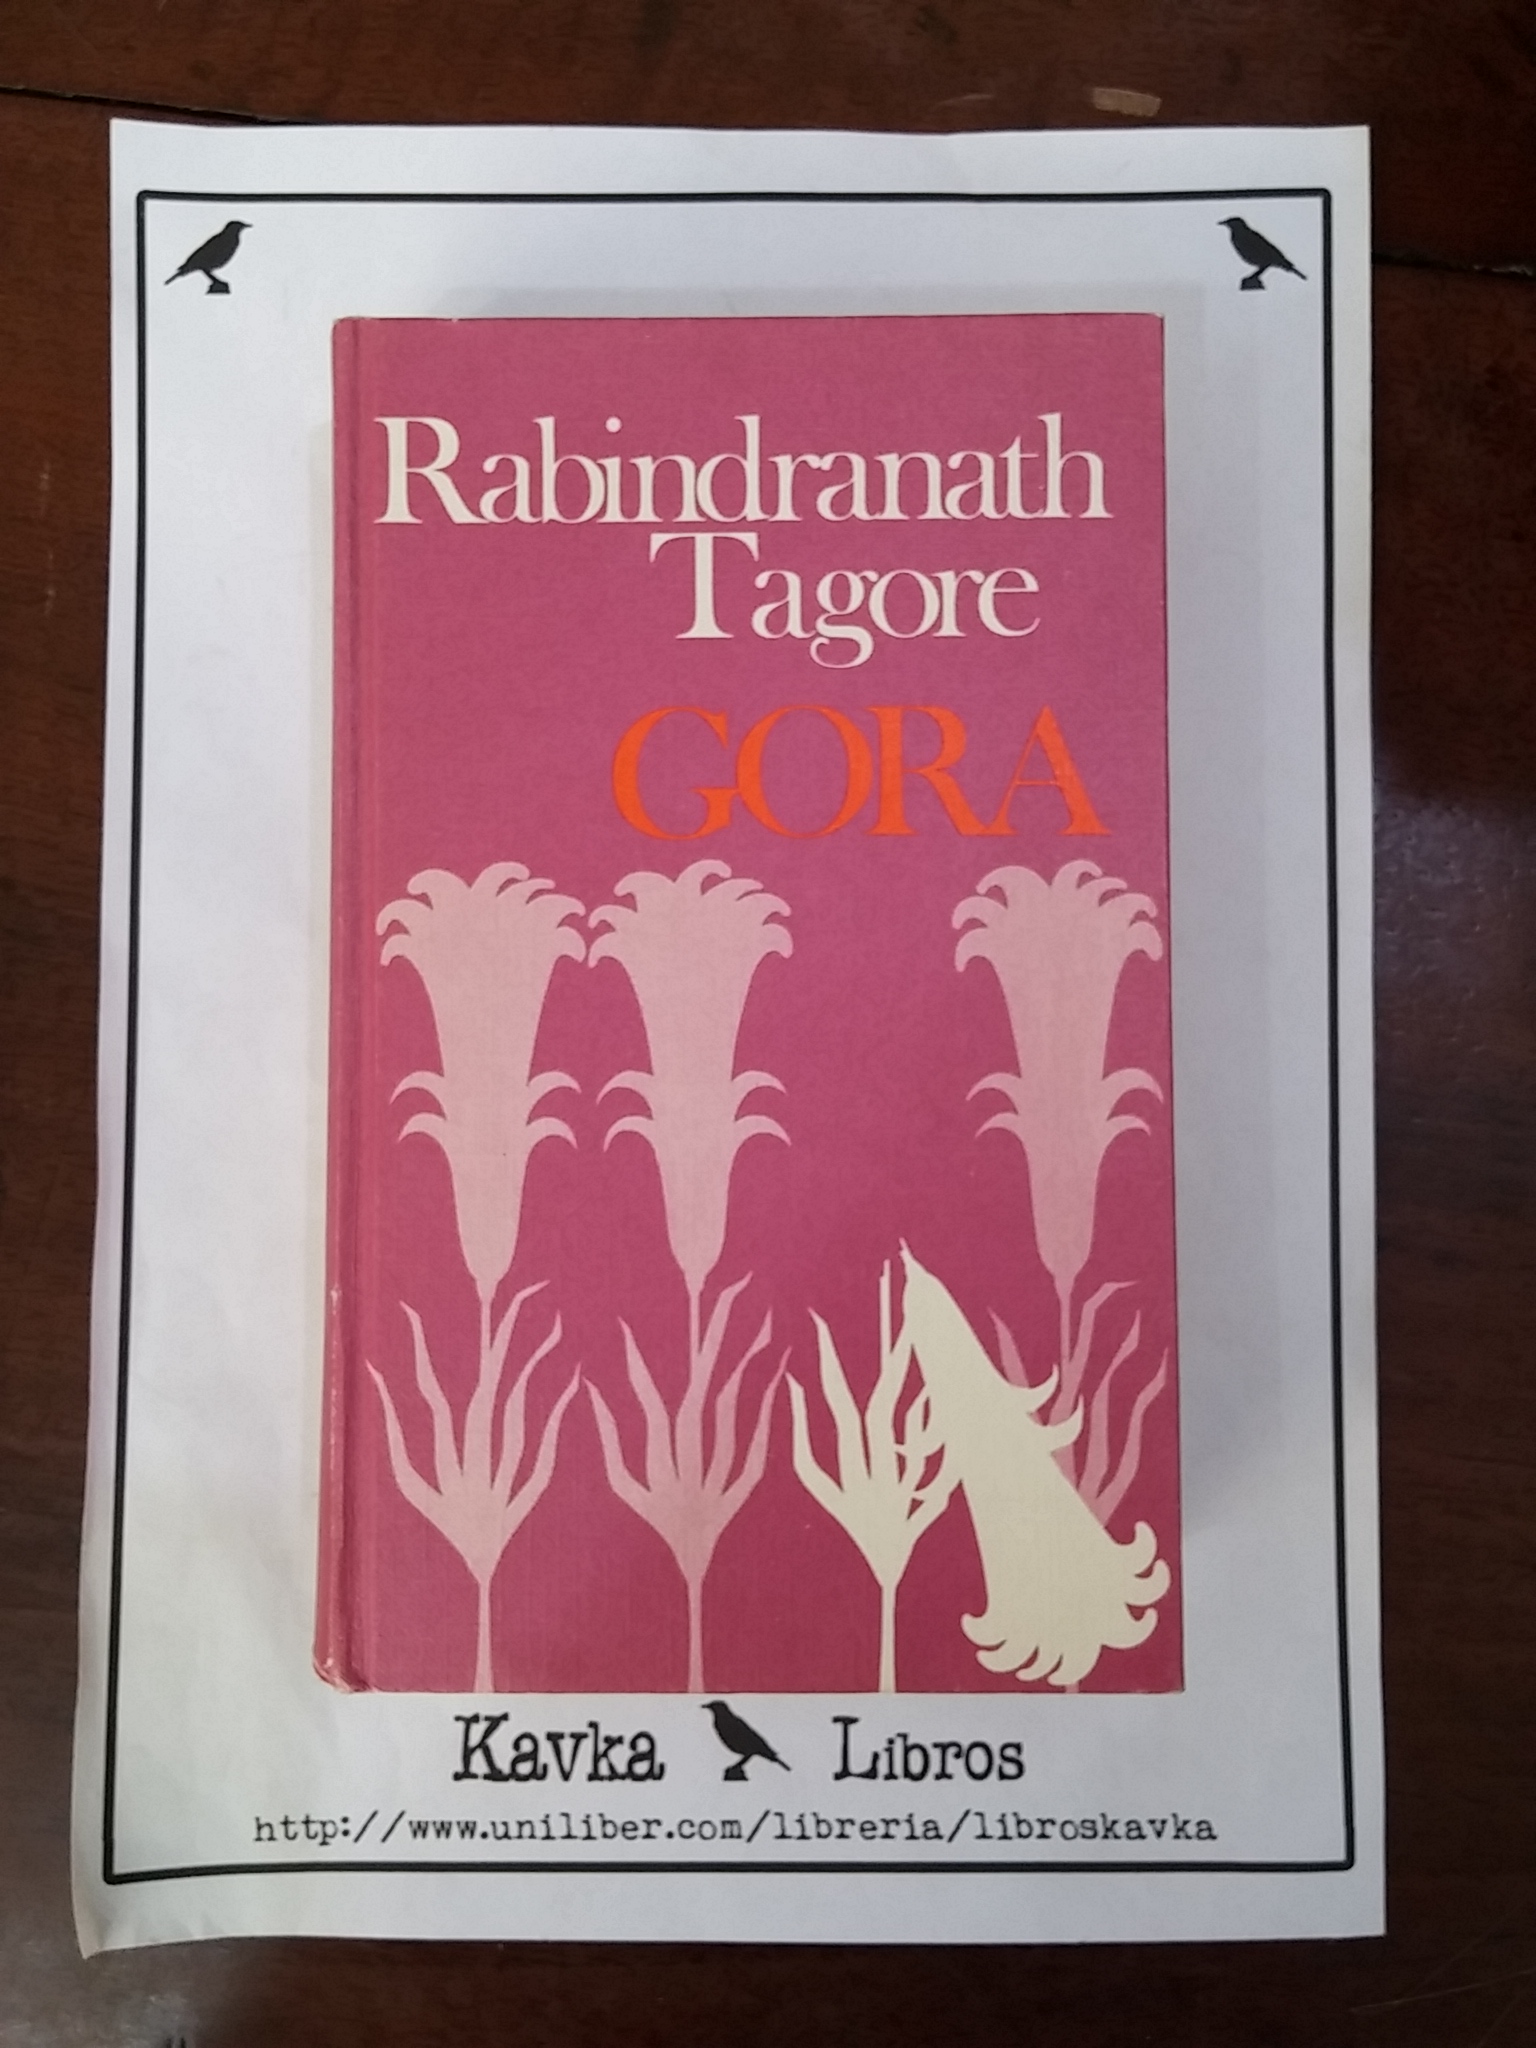 Rabindranath
Tagore
GORA
Kavka Libros
http://www.uniliber.com/libreria/libroskavka